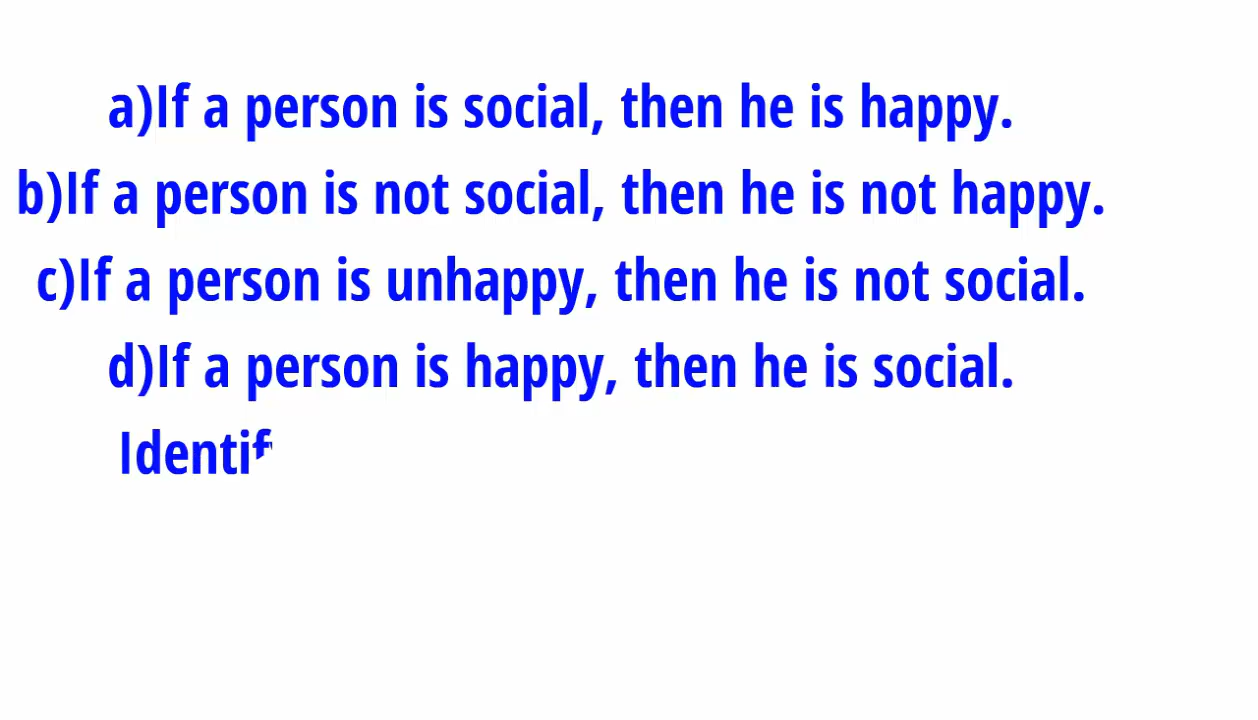 a)If a person is social, then he is happy.
b)If a person is not social, then he is not happy.
c)If a person is unhappy, then he is not social.
d)If a person is happy, then he is social.